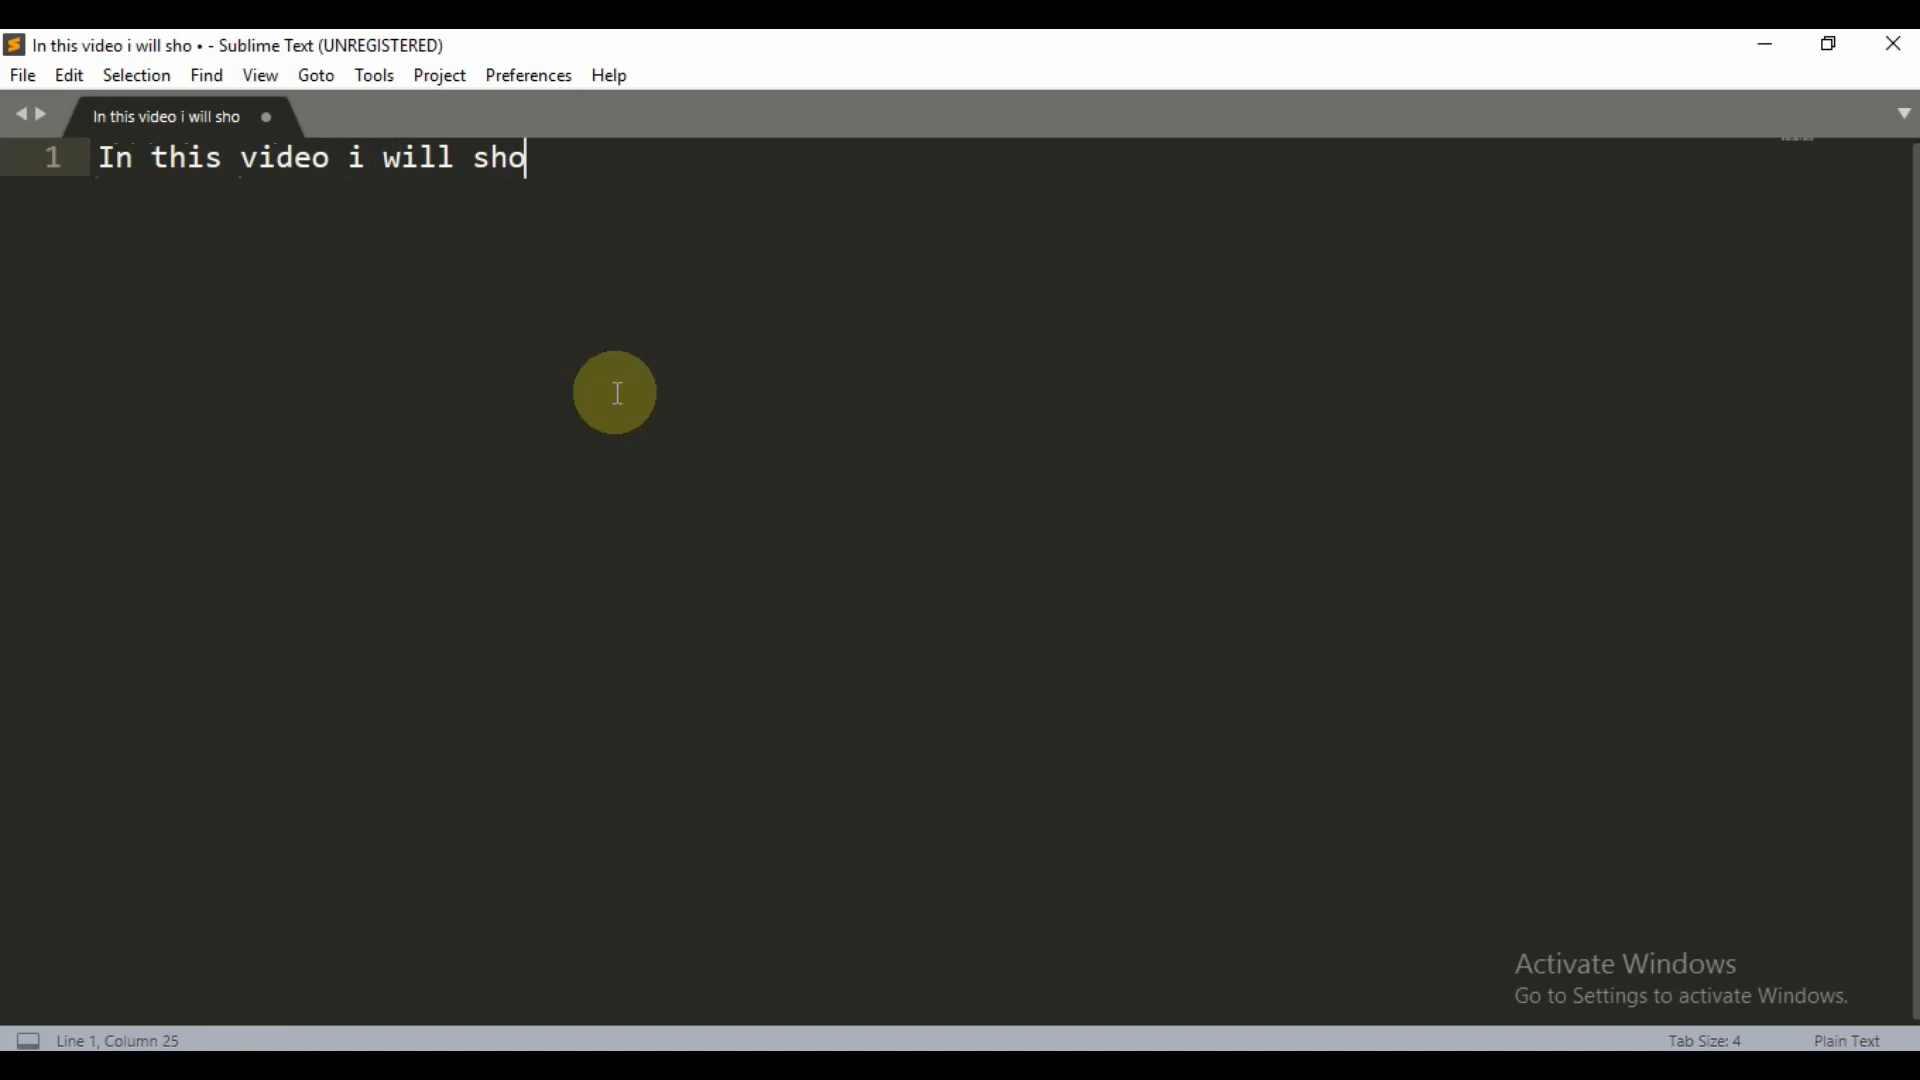 In this video i will sho • - Sublime Text (UNREGISTERED)
File Edit Selection Find View Goto Tools Project Preferences Help
In this video i will sho
1 In this video i will sho
Activate Windows
Go to Settings to activate Windows.
Line 1, Column 25 Tab Size: 4 Plain Text